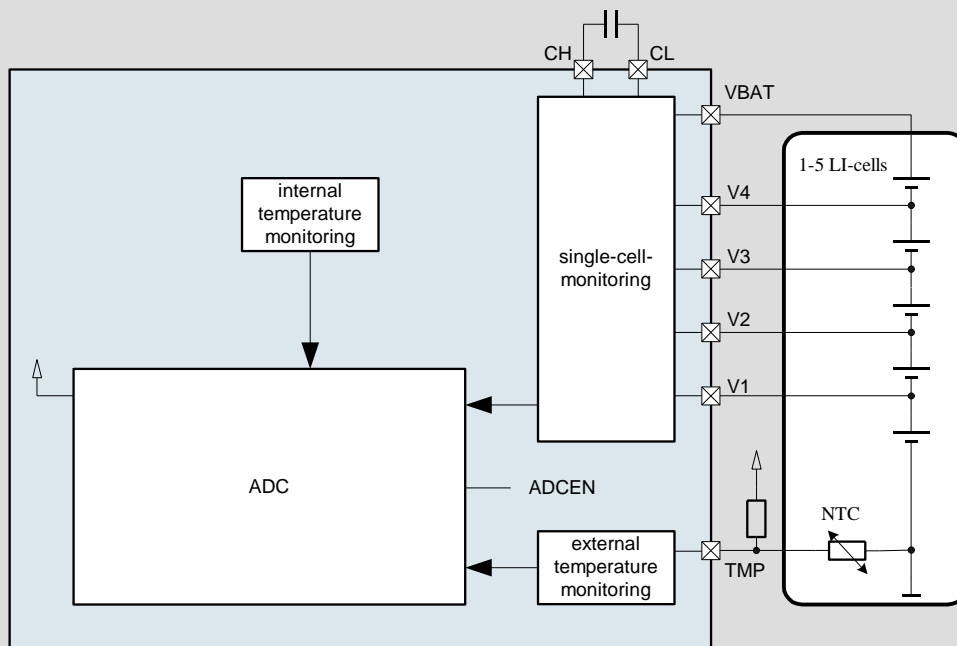 CH
CL
VBAT
1-5 LI-cells
internal
temperature
monitoring
V4
single-cell-
monitoring
V3
V2
V1
ADC
ADCEN
NTC
external
temperature
monitoring
TMP